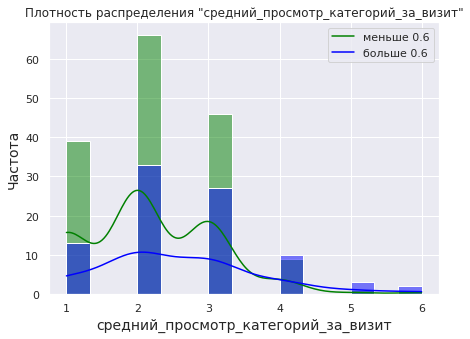 Плотность распределения "средний_просмотр_категорий_за_визит"
меньше 0.6
больше 0.6
Частота
60
50
40
30
20
10
0
1 2 3 4 5 6
средний_просмотр_категорий_за_визит